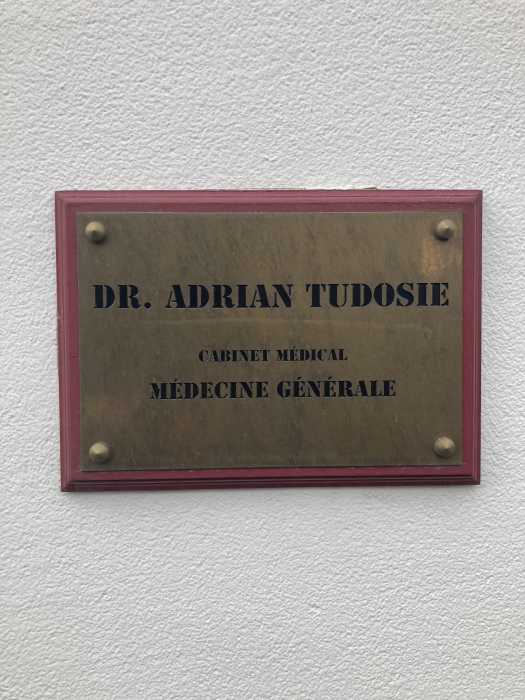 DR. ADRIAN TUDOSIE
CABINET MÉDICAL
MÉDECINE GÉNÉRALE